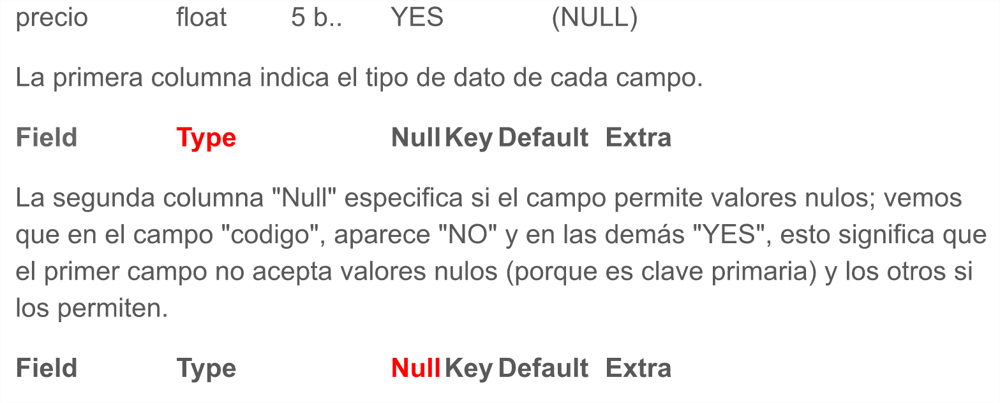 precio float 5 b.. YES (NULL)
La primera columna indica el tipo de dato de cada campo.
Field Type Null Key Default Extra
La segunda columna "Null" especifica si el campo permite valores nulos; vemos
que en el campo "codigo", aparece "NO" y en las demás "YES", esto significa que
el primer campo no acepta valores nulos (porque es clave primaria) y los otros si
los permiten.
Field Type Null Key Default Extra